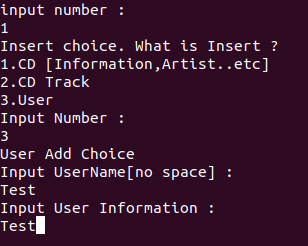 input number :
1
Insert choice. What is Insert ?
1.CD [Information,Artist..etc]
2.CD Track
3.User
Input Number :
3
User Add Choice
Input UserName[no space] :
Test
Input User Information :
Test